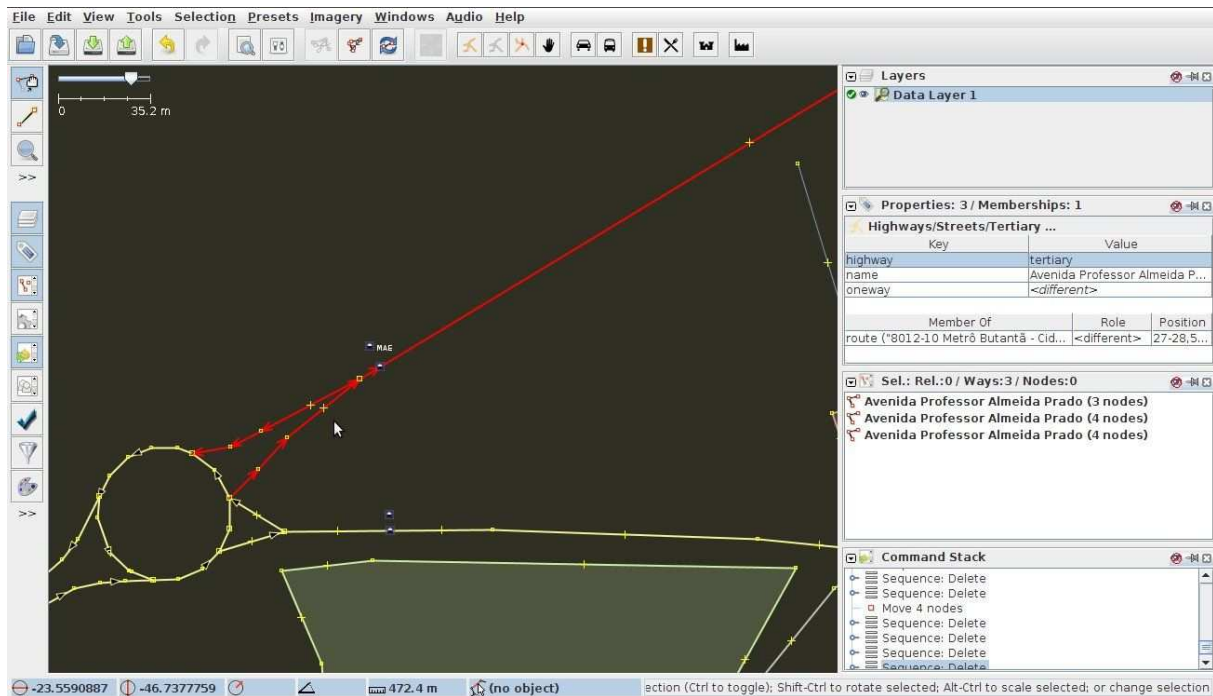 File Edit View Tools Selection Presets Imagery Windows Audio Help
>>
>>
0 35.2 m
MAE
Layers
Data Layer 1
Properties: 3 / Memberships: 1
Highways/Streets/Tertiary ...
Key Value
highway tertiary
name Avenida Professor Almeida P...
oneway <different>
Member Of Role Position
route ("8012-10 Metrô Butantã - Cid... <different> 27-28,5...
Sel.: Rel.:0 / Ways:3 / Nodes:0
Avenida Professor Almeida Prado (3 nodes)
Avenida Professor Almeida Prado (4 nodes)
Avenida Professor Almeida Prado (4 nodes)
Command Stack
Sequence: Delete
Sequence: Delete
Move 4 nodes
Sequence: Delete
Sequence: Delete
Sequence: Delete
Sequence: Delete
-23.5590887 -46.7377759 472.4 m (no object) ection (Ctrl to toggle); Shift-Ctrl to rotate selected; Alt-Ctrl to scale selected; or change selection